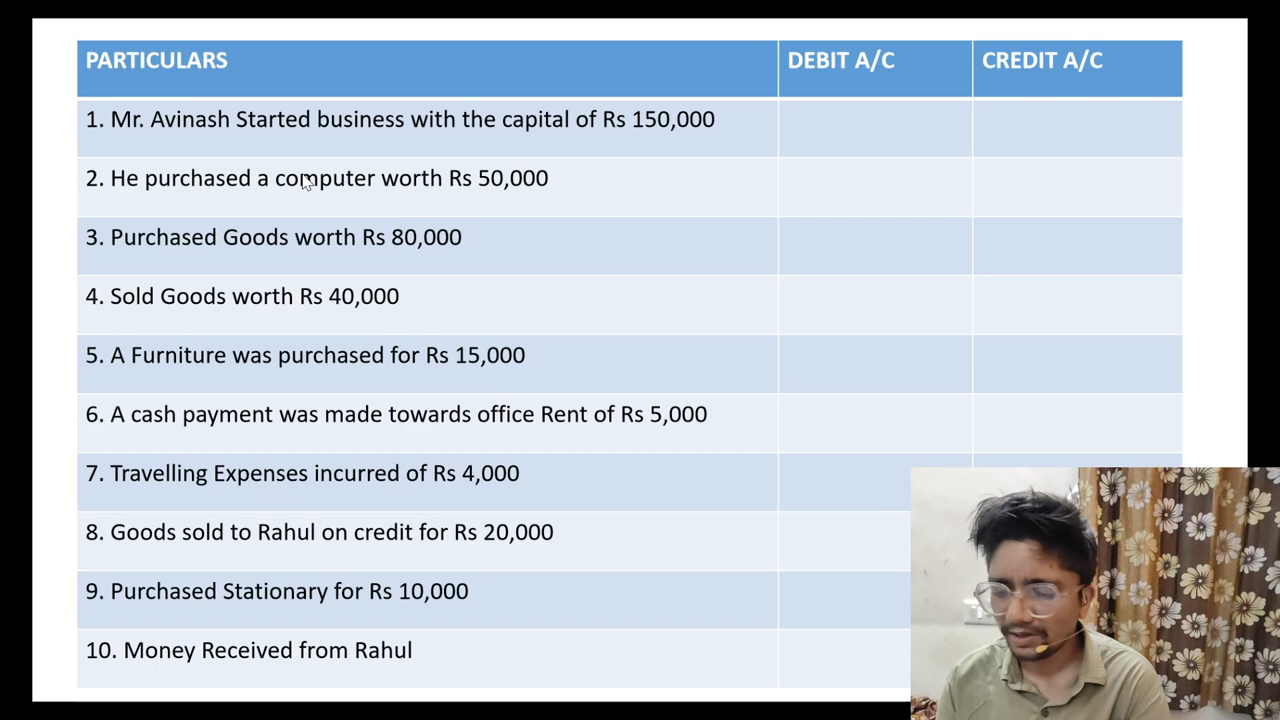 PARTICULARS DEBIT A/C CREDIT A/C
1. Mr. Avinash Started business with the capital of Rs 150,000
2. He purchased a computer worth Rs 50,000
3. Purchased Goods worth Rs 80,000
4. Sold Goods worth Rs 40,000
5. A Furniture was purchased for Rs 15,000
6. A cash payment was made towards office Rent of Rs 5,000
7. Travelling Expenses incurred of Rs 4,000
8. Goods sold to Rahul on credit for Rs 20,000
9. Purchased Stationary for Rs 10,000
10. Money Received from Rahul